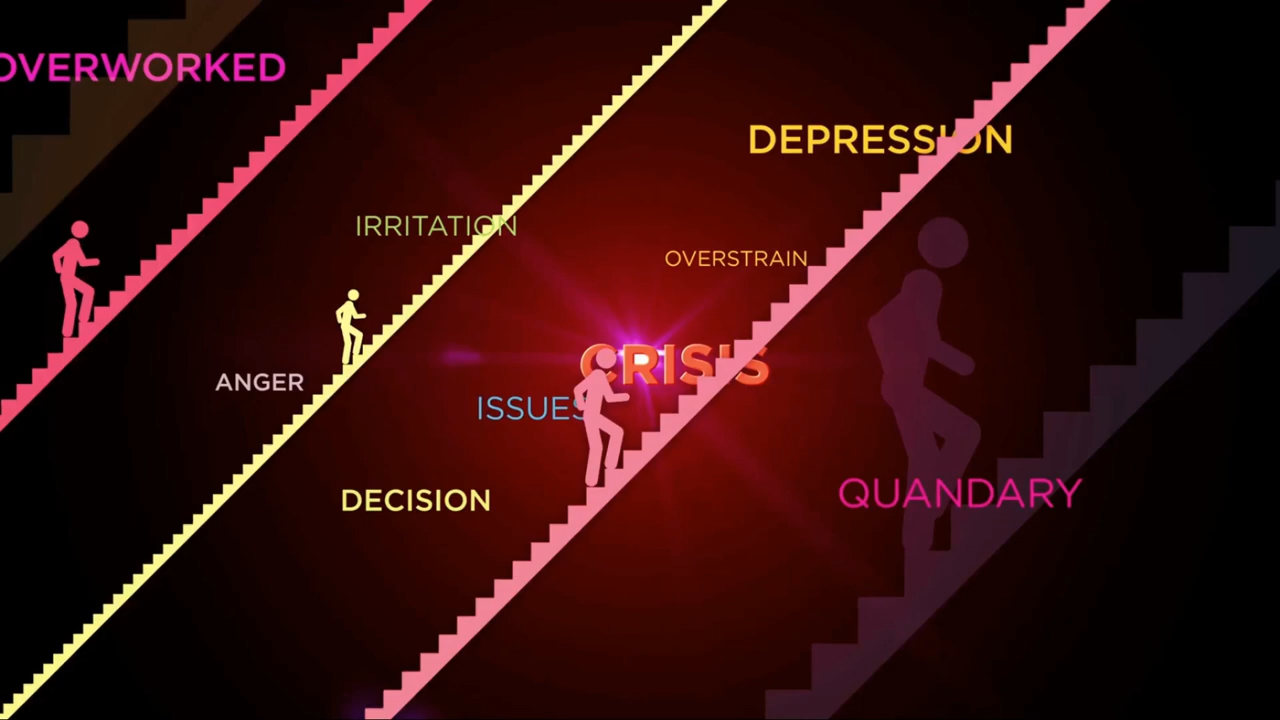 OVERWORKED
DEPRESSION
IRRITATION
OVERSTRAIN
CRISIS
ANGER
ISSUES
DECISION
QUANDARY